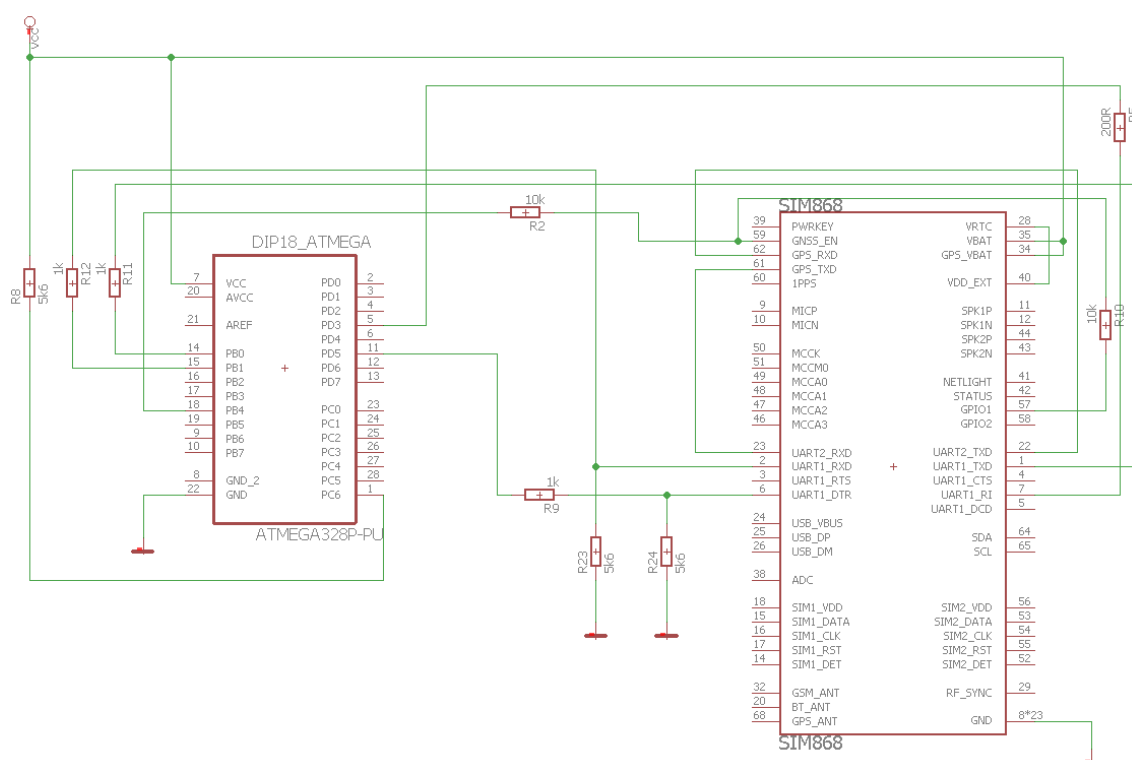 VCC
200R
R5
10k
R2
SIM868
DIP18_ATMEGA
R8
5k6
1k
R12
1k
R11
7 VCC
20 AVCC
21 AREF
14 PB0
15 PB1
16 PB2
17 PB3
18 PB4
19 PB5
9 PB6
10 PB7
8 GND_2
22 GND
PD0 2
PD1 3
PD2 4
PD3 5
PD4 6
PD5 11
PD6 12
PD7 13
PC0 23
PC1 24
PC2 25
PC3 26
PC4 27
PC5 28
PC6 1
ATMEGA328P-PU
1k
R9
R23
5k6
R24
5k6
39 PWRKEY
59 GNSS_EN
62 GPS_RXD
61 GPS_TXD
60 1PPS
9 MICP
10 MICN
50 MCCK
51 MCCM0
49 MCCA0
48 MCCA1
47 MCCA2
46 MCCA3
23 UART2_RXD
2 UART1_RXD
3 UART1_RTS
6 UART1_DTR
24 USB_VBUS
25 USB_DP
26 USB_DM
38 ADC
18 SIM1_VDD
15 SIM1_DATA
16 SIM1_CLK
17 SIM1_RST
14 SIM1_DET
32 GSM_ANT
20 BT_ANT
68 GPS_ANT
VRTC 28
VBAT 35
GPS_VBAT 34
VDD_EXT 40
SPK1P 11
SPK1N 12
SPK2P 44
SPK2N 43
NETLIGHT 41
STATUS 42
GPIO1 57
GPIO2 58
UART2_TXD 22
UART1_TXD 1
UART1_CTS 4
UART1_RI 7
UART1_DCD 5
SDA 64
SCL 65
SIM2_VDD 56
SIM2_DATA 53
SIM2_CLK 54
SIM2_RST 55
SIM2_DET 52
RF_SYNC 29
GND 8*23
10k
R10
SIM868